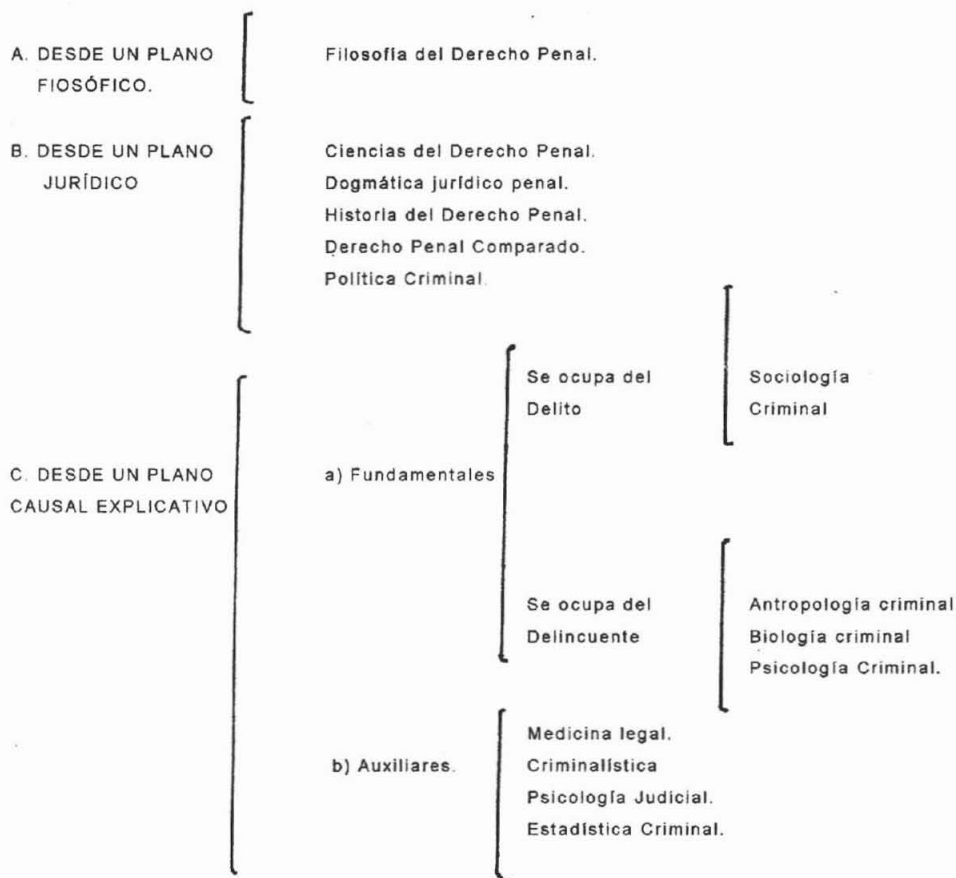 A. DESDE UN PLANO
FIOSÓFICO.
Filosofía del Derecho Penal.
B. DESDE UN PLANO
JURÍDICO
Ciencias del Derecho Penal.
Dogmática jurídico penal.
Historia del Derecho Penal.
Derecho Penal Comparado.
Política Criminal.
C. DESDE UN PLANO
CAUSAL EXPLICATIVO
a) Fundamentales
Se ocupa del
Delito
Sociología
Criminal
Se ocupa del
Delincuente
Antropología criminal
Biología criminal
Psicología Criminal.
b) Auxiliares.
Medicina legal.
Criminalística
Psicología Judicial.
Estadística Criminal.